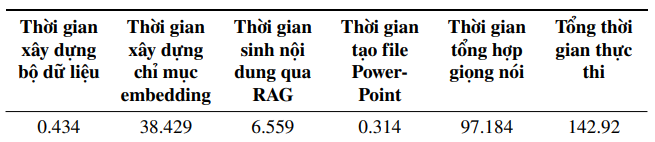 Thời gian xây dựng bộ dữ liệu
Thời gian xây dựng chỉ mục embedding
Thời gian sinh nội dung qua RAG
Thời gian tạo file Power-Point
Thời gian tổng hợp giọng nói
Tổng thời gian thực thi
0.434 38.429 6.559 0.314 97.184 142.92